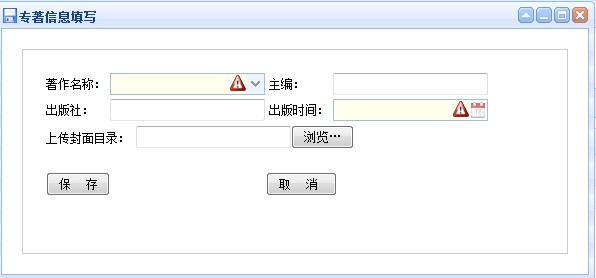 专著信息填写
著作名称： 主编：
出版社： 出版时间：
上传封面目录： 浏览…
保 存 取 消